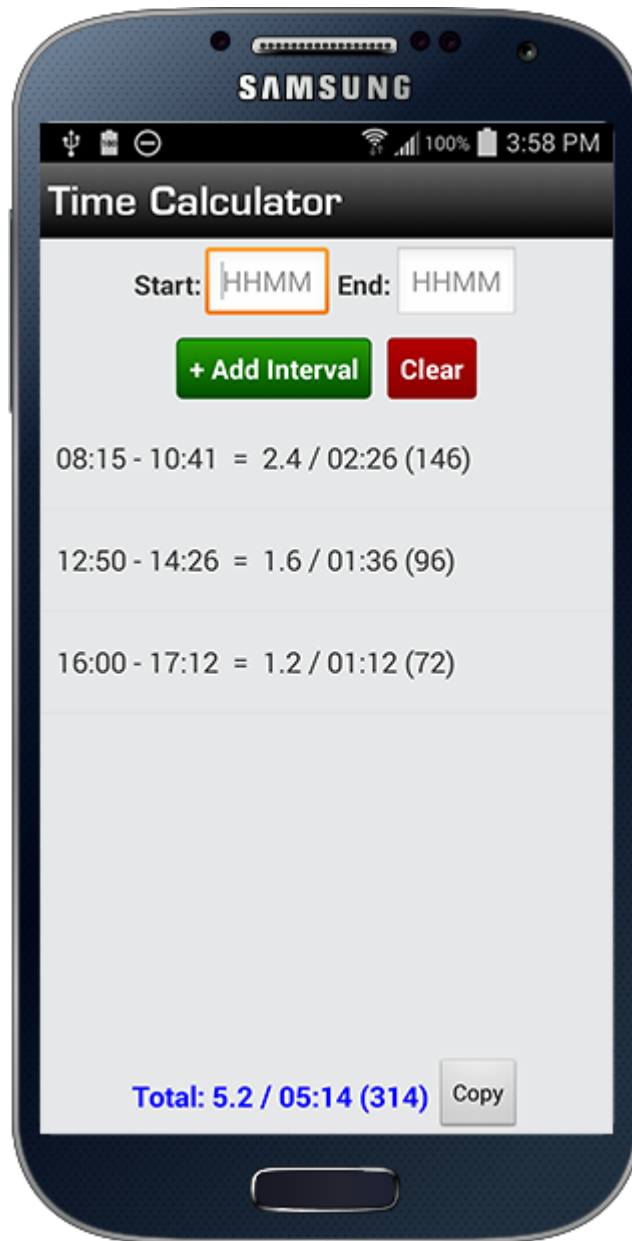 SAMSUNG
100% 3:58 PM
Time Calculator
Start: HHMM End: HHMM
+ Add Interval Clear
08:15 - 10:41 = 2.4 / 02:26 (146)
12:50 - 14:26 = 1.6 / 01:36 (96)
16:00 - 17:12 = 1.2 / 01:12 (72)
Total: 5.2 / 05:14 (314) Copy